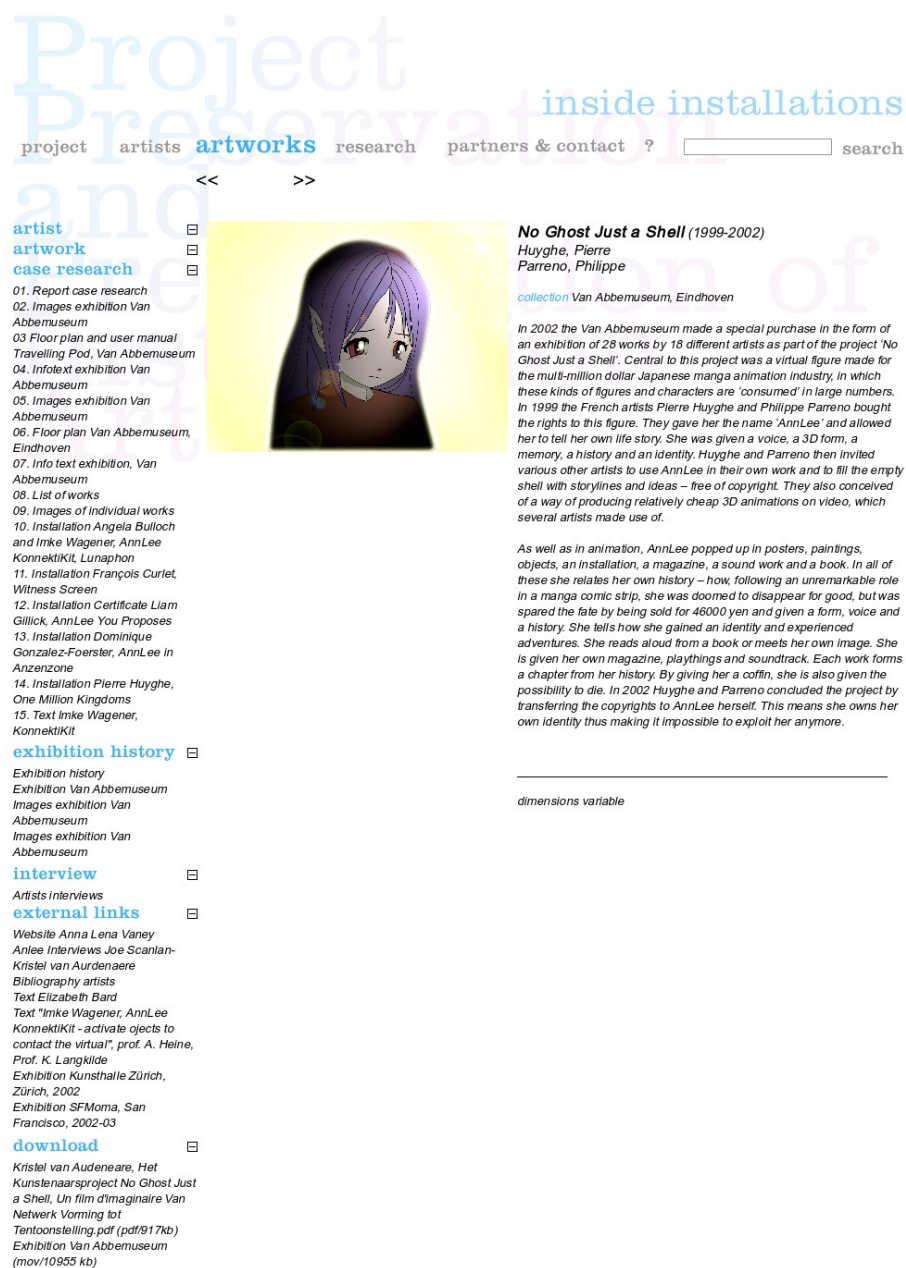 Project
Preservation
and
inside installations
project artists artworks research partners & contact ? search
<< >>
artist
artwork
case research
01. Report case research
02. Images exhibition Van
Abbemuseum
03 Floor plan and user manual
Travelling Pod, Van Abbemuseum
04. Infotext exhibition Van
Abbemuseum
05. Images exhibition Van
Abbemuseum
06. Floor plan Van Abbemuseum,
Eindhoven
07. Info text exhibition, Van
Abbemuseum
08. List of works
09. Images of individual works
10. Installation Angela Bulloch
and Imke Wagener, AnnLee
KonnektiKit, Lunaphon
11. Installation François Curlet,
Witness Screen
12. Installation Certificate Liam
Gillick, AnnLee You Proposes
13. Installation Dominique
Gonzalez-Foerster, AnnLee in
Anzenzone
14. Installation Pierre Huyghe,
One Million Kingdoms
15. Text Imke Wagener,
KonnektiKit
exhibition history
Exhibition history
Exhibition Van Abbemuseum
Images exhibition Van
Abbemuseum
Images exhibition Van
Abbemuseum
interview
Artists interviews
external links
Website Anna Lena Vaney
Anlee Interviews Joe Scanlan-
Kristel van Aurdenaere
Bibliography artists
Text Elizabeth Bard
Text "Imke Wagener, AnnLee
KonnektiKit - activate ojects to
contact the virtual", prof. A. Heine,
Prof. K. Langkilde
Exhibition Kunsthalle Zürich,
Zürich, 2002
Exhibition SFMoma, San
Francisco, 2002-03
download
Kristel van Audeneare, Het
Kunstenaarsproject No Ghost Just
a Shell, Un film d'imaginaire Van
Netwerk Vorming tot
Tentoonstelling.pdf (pdf/917kb)
Exhibition Van Abbemuseum
(mov/10955 kb)
No Ghost Just a Shell (1999-2002)
Huyghe, Pierre
Parreno, Philippe
collection Van Abbemuseum, Eindhoven
In 2002 the Van Abbemuseum made a special purchase in the form of
an exhibition of 28 works by 18 different artists as part of the project ‘No
Ghost Just a Shell’. Central to this project was a virtual figure made for
the multi-million dollar Japanese manga animation industry, in which
these kinds of figures and characters are ‘consumed’ in large numbers.
In 1999 the French artists Pierre Huyghe and Philippe Parreno bought
the rights to this figure. They gave her the name ‘AnnLee’ and allowed
her to tell her own life story. She was given a voice, a 3D form, a
memory, a history and an identity. Huyghe and Parreno then invited
various other artists to use AnnLee in their own work and to fill the empty
shell with storylines and ideas – free of copyright. They also conceived
of a way of producing relatively cheap 3D animations on video, which
several artists made use of.
As well as in animation, AnnLee popped up in posters, paintings,
objects, an installation, a magazine, a sound work and a book. In all of
these she relates her own history – how, following an unremarkable role
in a manga comic strip, she was doomed to disappear for good, but was
spared the fate by being sold for 46000 yen and given a form, voice and
a history. She tells how she gained an identity and experienced
adventures. She reads aloud from a book or meets her own image. She
is given her own magazine, playthings and soundtrack. Each work forms
a chapter from her history. By giving her a coffin, she is also given the
possibility to die. In 2002 Huyghe and Parreno concluded the project by
transferring the copyrights to AnnLee herself. This means she owns her
own identity thus making it impossible to exploit her anymore.
dimensions variable